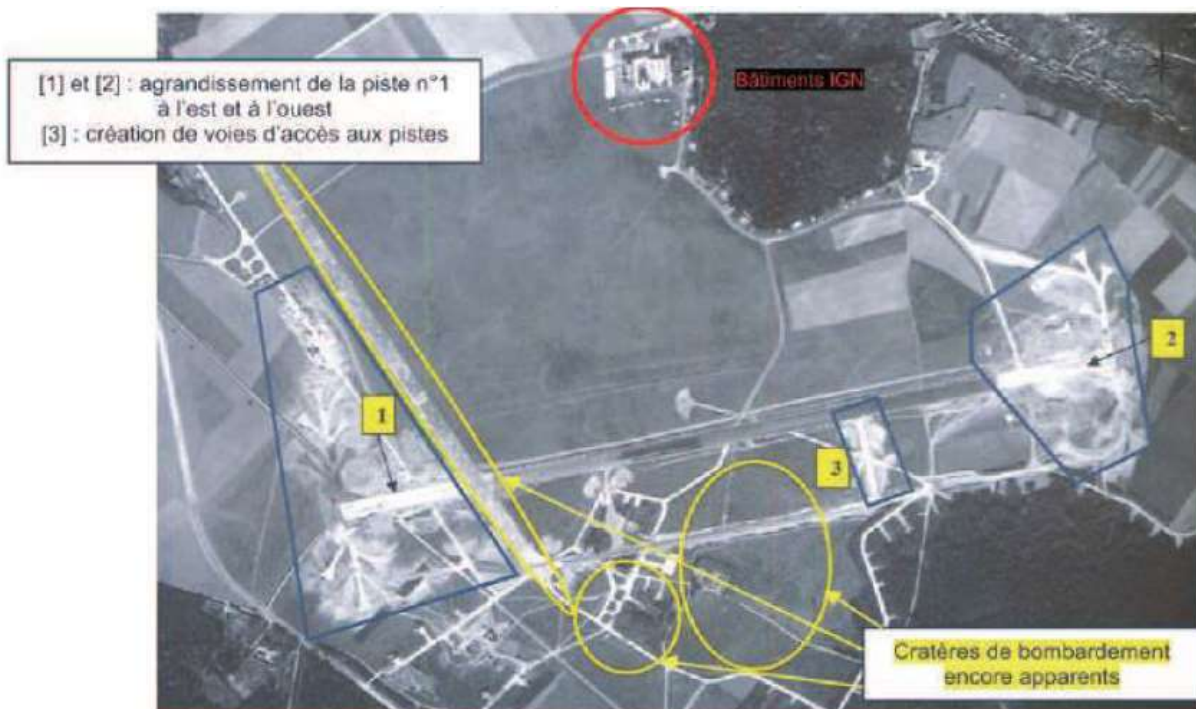 [1] et [2] : agrandissement de la piste n°1
à l'est et à l'ouest
[3] : création de voies d'accès aux pistes
Bâtiments IGN
2
1
3
Cratères de bombardement
encore apparents